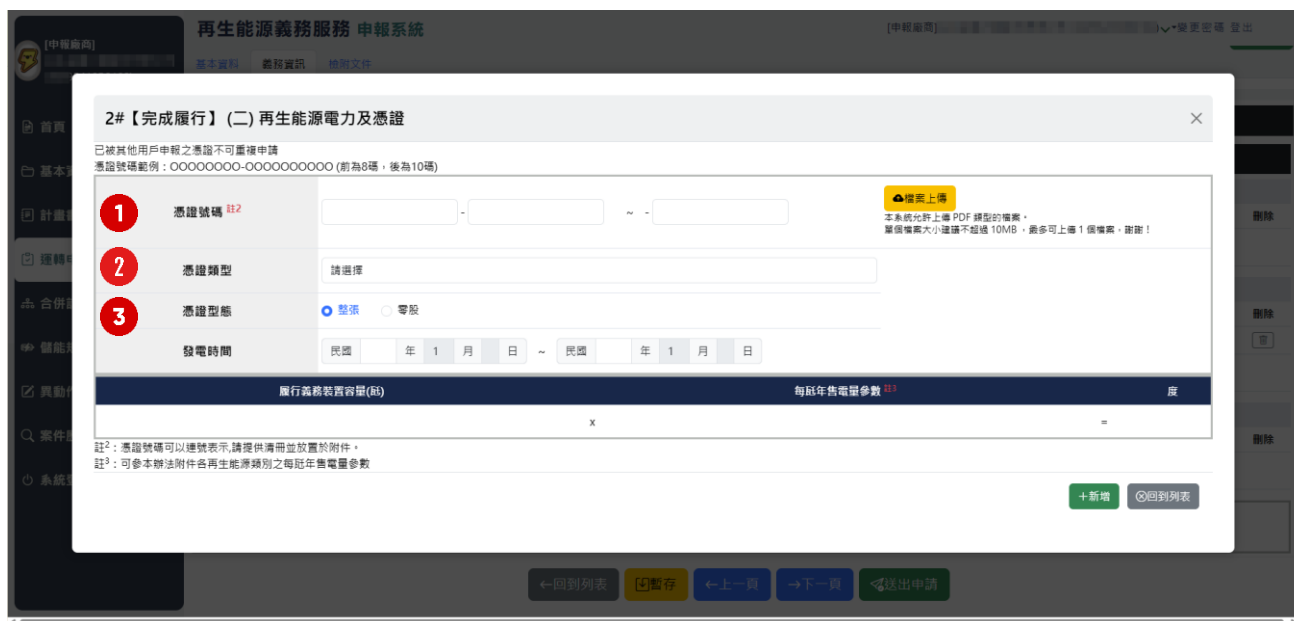 再生能源義務服務 申報系統
[申報廠商]
變更密碼 登出
[申報廠商]
基本資料 義務資訊 檢附文件
首頁
基本資
計畫書
運轉申
合併
儲能
異動
案件
系統
2#【完成履行】 (二) 再生能源電力及憑證
已被其他用戶申報之憑證不可重複申請
憑證號碼範例：OOOOOOOO-OOOOOOOOOO (前為8碼，後為10碼)
1 憑證號碼 註2 - ~ -
檔案上傳
本系統允許上傳 PDF 類型的檔案。
單個檔案大小建議不超過 10MB ，最多可上傳 1 個檔案，謝謝！
刪除
2 憑證類型 請選擇
3 憑證型態 整張 零股
刪除
發電時間 民國 年 1 月 日 ~ 民國 年 1 月 日
履行義務裝置容量(瓩) 每瓩年售電量參數 註3 度
x =
刪除
註2：憑證號碼可以連號表示,請提供清冊並放置於附件。
註3：可參本辦法附件各再生能源類別之每瓩年售電量參數
+新增 回到列表
←回到列表 暫存 ←上一頁 →下一頁 送出申請